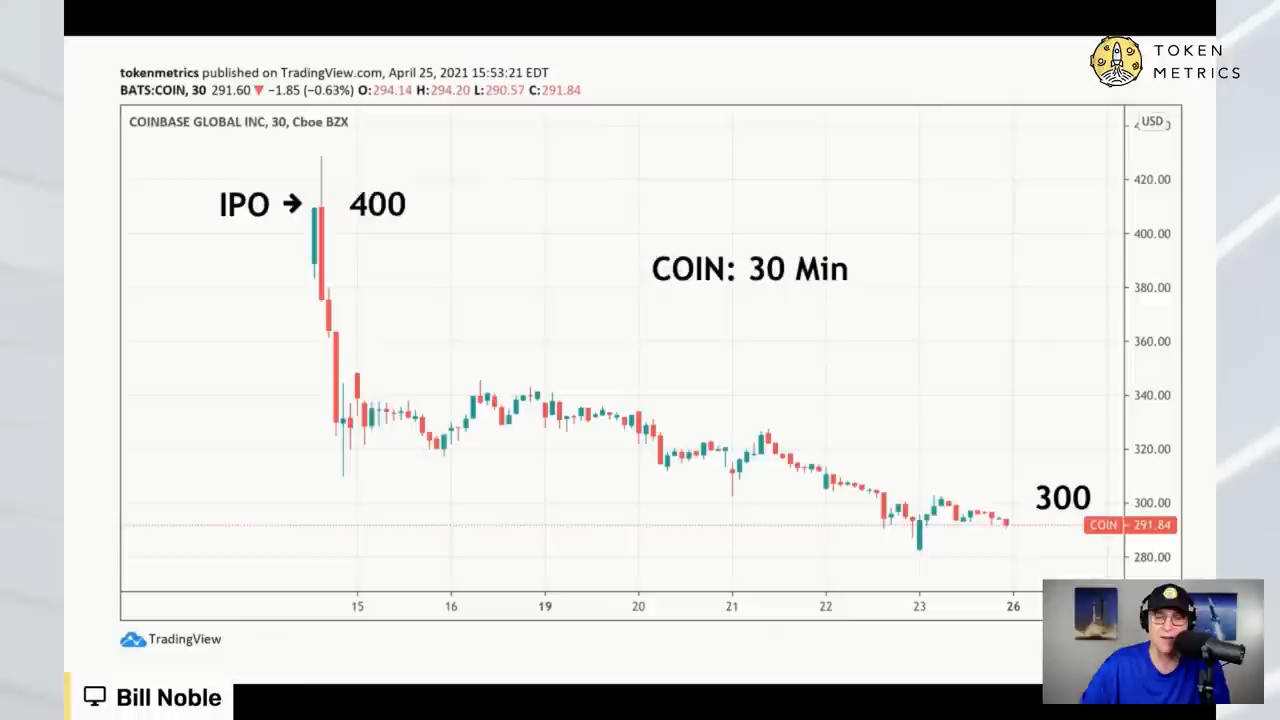 TOKEN
METRICS
tokenmetrics published on TradingView.com, April 25, 2021 15:53:21 EDT
BATS:COIN, 30 291.60 ▼ −1.85 (−0.63%) O:294.14 H:294.20 L:290.57 C:291.84
COINBASE GLOBAL INC, 30, Cboe BZX
USD
420.00
IPO → 400
400.00
COIN: 30 Min
380.00
360.00
340.00
320.00
300
300.00
COIN 291.84
280.00
15 16 19 20 21 22 23 26
TradingView
Bill Noble